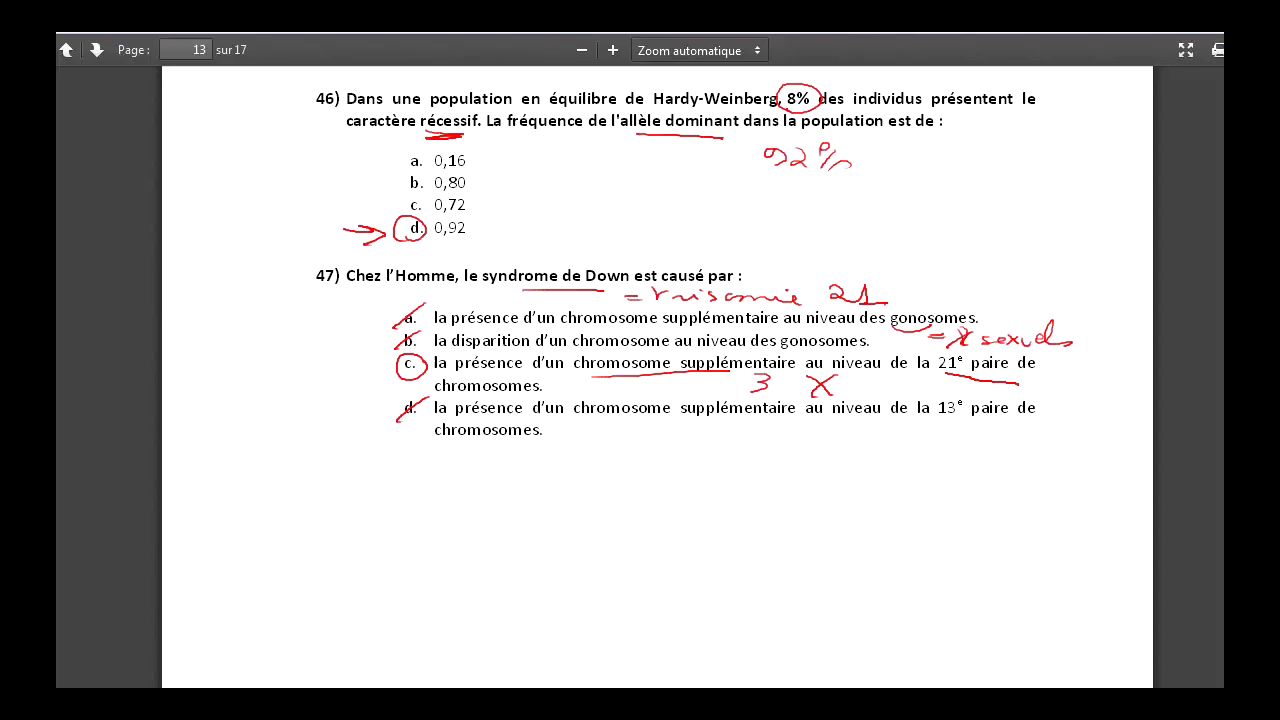 Page : 13 sur 17 Zoom automatique
46) Dans une population en équilibre de Hardy-Weinberg, 8% des individus présentent le
caractère récessif. La fréquence de l'allèle dominant dans la population est de :
92 %
a. 0,16
b. 0,80
c. 0,72
d. 0,92
47) Chez l'Homme, le syndrome de Down est causé par :
= trisomie 21
a. la présence d'un chromosome supplémentaire au niveau des gonosomes.
= X sexuels
b. la disparition d'un chromosome au niveau des gonosomes.
c. la présence d'un chromosome supplémentaire au niveau de la 21e paire de
chromosomes.
3 X
d. la présence d'un chromosome supplémentaire au niveau de la 13e paire de
chromosomes.